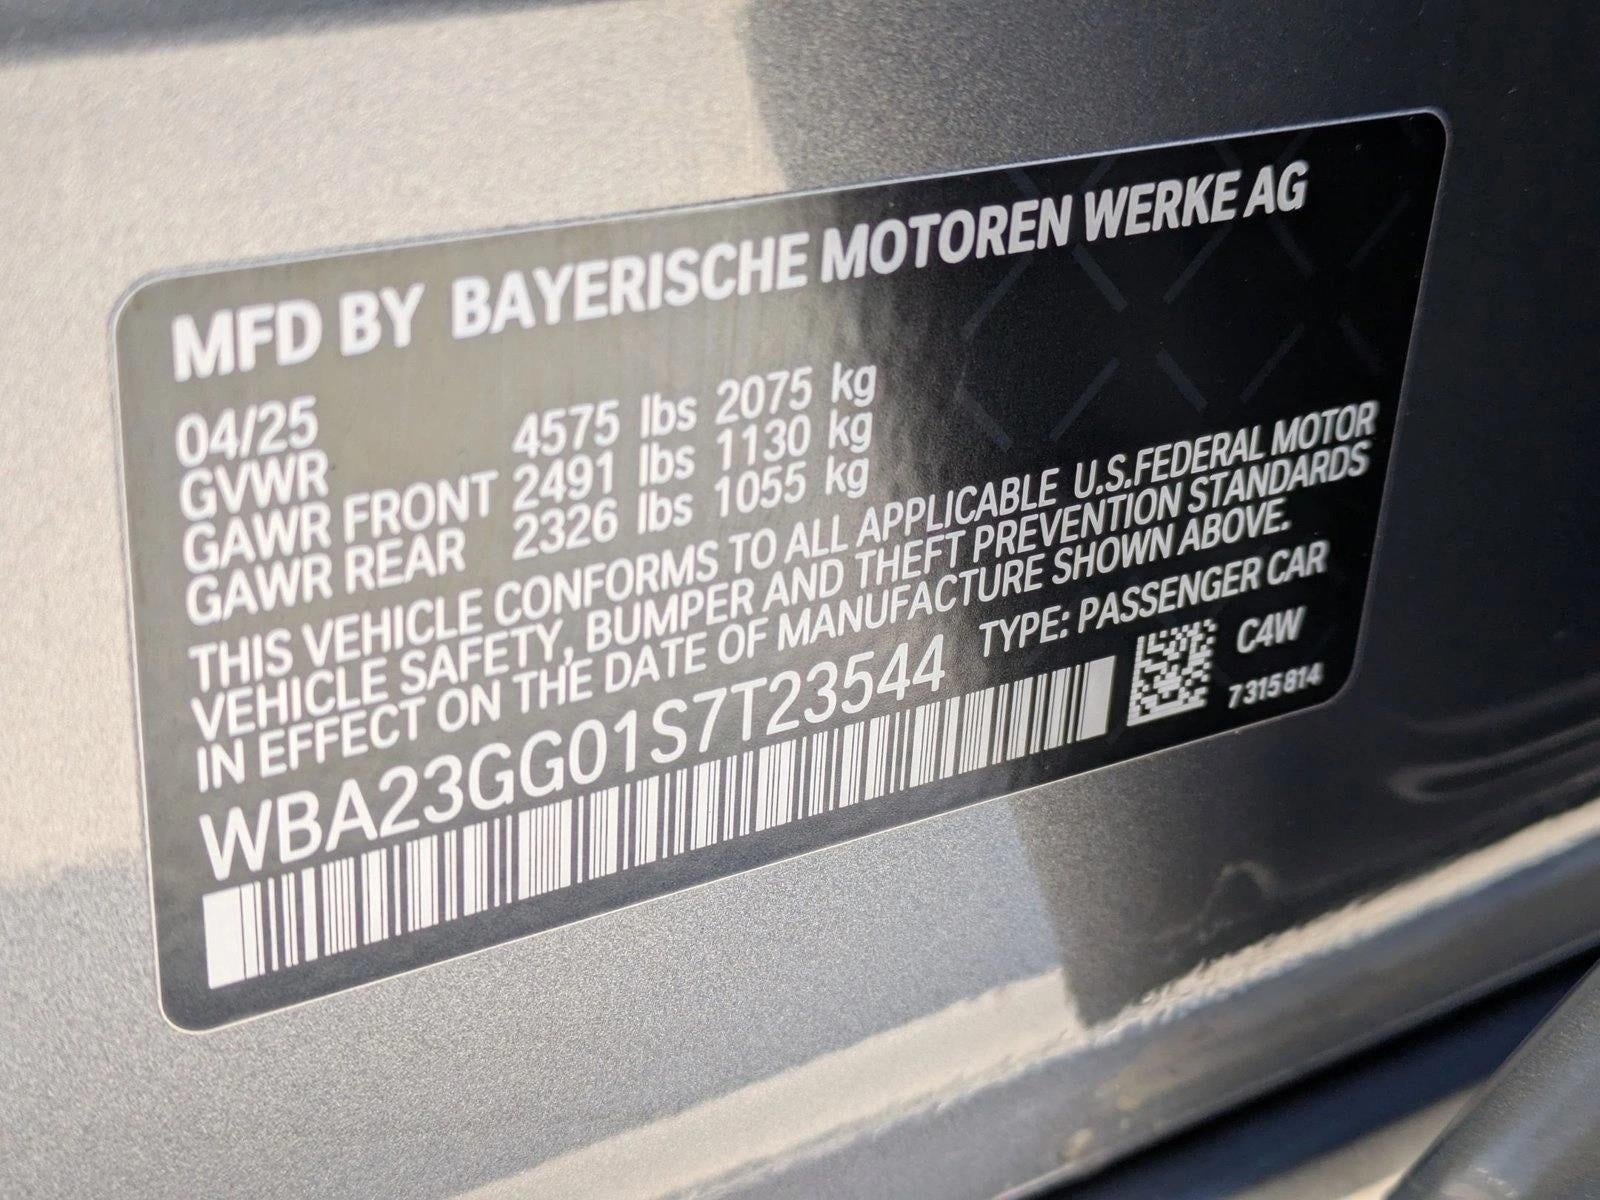 MFD BY BAYERISCHE MOTOREN WERKE AG
04/25
GVWR 4575 lbs 2075 kg
GAWR FRONT 2491 lbs 1130 kg
GAWR REAR 2326 lbs 1055 kg
THIS VEHICLE CONFORMS TO ALL APPLICABLE U.S.FEDERAL MOTOR
VEHICLE SAFETY, BUMPER AND THEFT PREVENTION STANDARDS
IN EFFECT ON THE DATE OF MANUFACTURE SHOWN ABOVE.
WBA23GG01S7T23544 TYPE: PASSENGER CAR
C4W
7 315 814